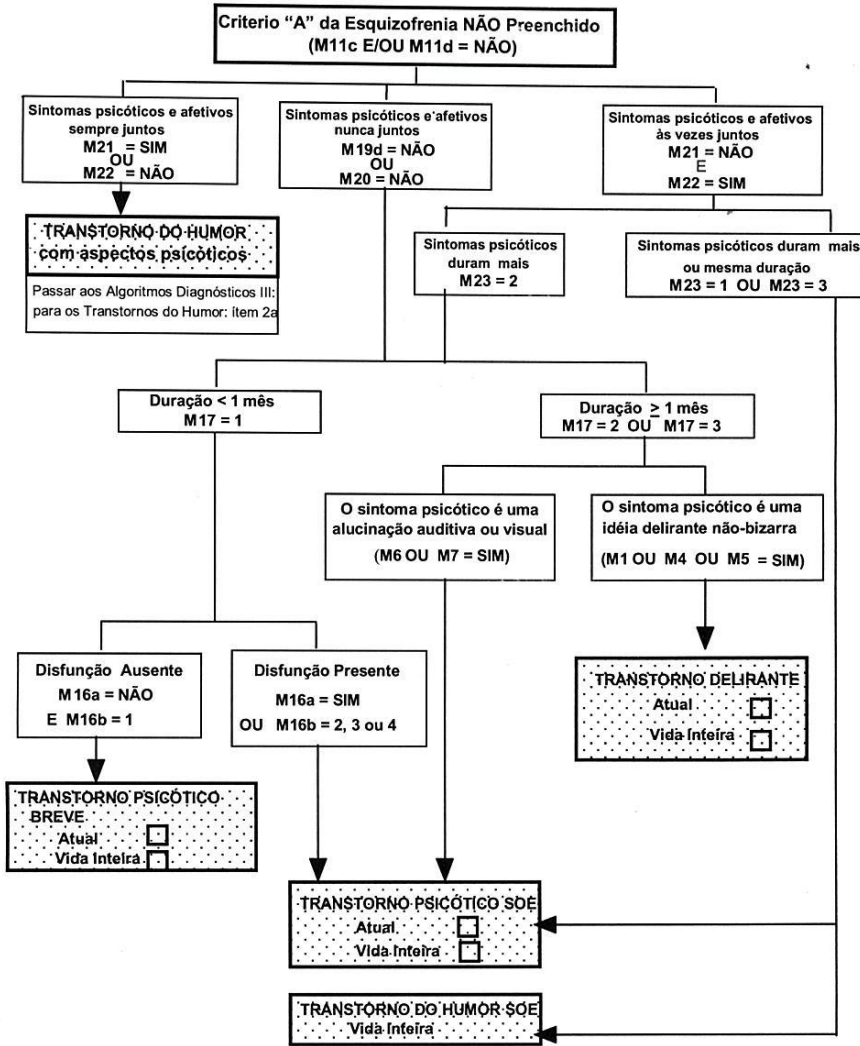 Criterio “A” da Esquizofrenia NÃO Preenchido
(M11c E/OU M11d = NÃO)
Sintomas psicóticos e afetivos
sempre juntos
M21 = SIM
OU
M22 = NÃO
Sintomas psicóticos e afetivos
nunca juntos
M19d = NÃO
OU
M20 = NÃO
Sintomas psicóticos e afetivos
às vezes juntos
M21 = NÃO
E
M22 = SIM
TRANSTORNO DO HUMOR
com aspectos psicóticos
Passar aos Algoritmos Diagnósticos III:
para os Transtornos do Humor: ítem 2a
Sintomas psicóticos
duram mais
M23 = 2
Sintomas psicóticos duram mais
ou mesma duração
M23 = 1 OU M23 = 3
Duração < 1 mês
M17 = 1
Duração ≥ 1 mês
M17 = 2 OU M17 = 3
O sintoma psicótico é uma
alucinação auditiva ou visual
(M6 OU M7 = SIM)
O sintoma psicótico é uma
idéia delirante não-bizarra
(M1 OU M4 OU M5 = SIM)
Disfunção Ausente
M16a = NÃO
E M16b = 1
Disfunção Presente
M16a = SIM
OU M16b = 2, 3 ou 4
TRANSTORNO DELIRANTE
Atual
Vida Inteira
TRANSTORNO PSICÓTICO
BREVE
Atual
Vida Inteira
TRANSTORNO PSICÓTICO SOE
Atual
Vida Inteira
TRANSTORNO DO HUMOR SOE
Vida Inteira